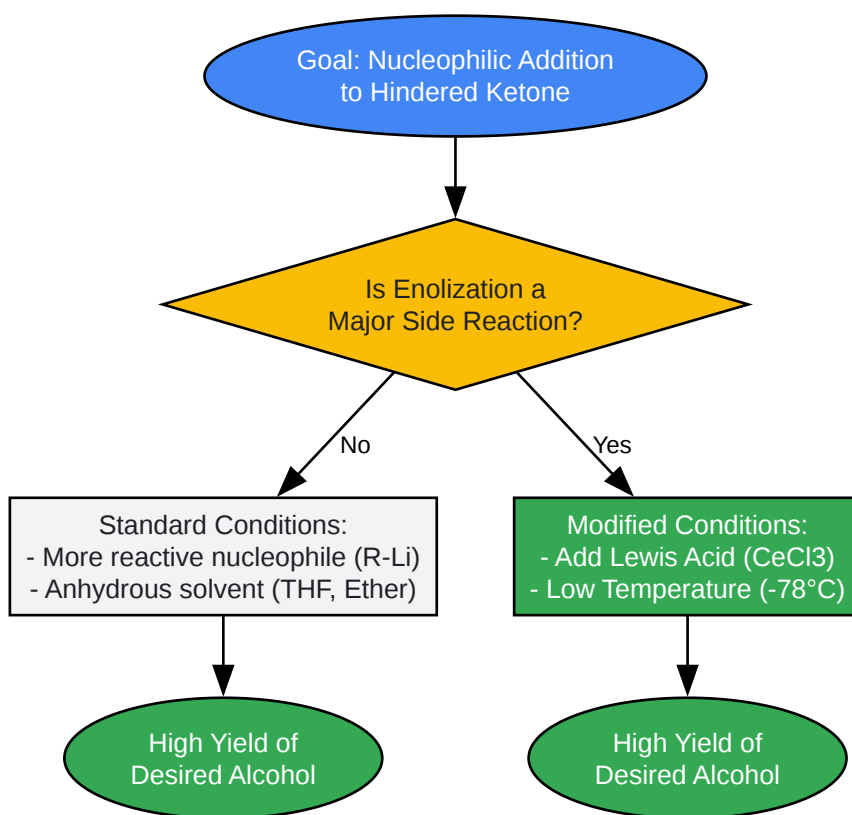 Goal: Nucleophilic Addition
to Hindered Ketone
Is Enolization a
Major Side Reaction?
No
Yes
Standard Conditions:
- More reactive nucleophile (R-Li)
- Anhydrous solvent (THF, Ether)
Modified Conditions:
- Add Lewis Acid (CeCl3)
- Low Temperature (-78°C)
High Yield of
Desired Alcohol
High Yield of
Desired Alcohol